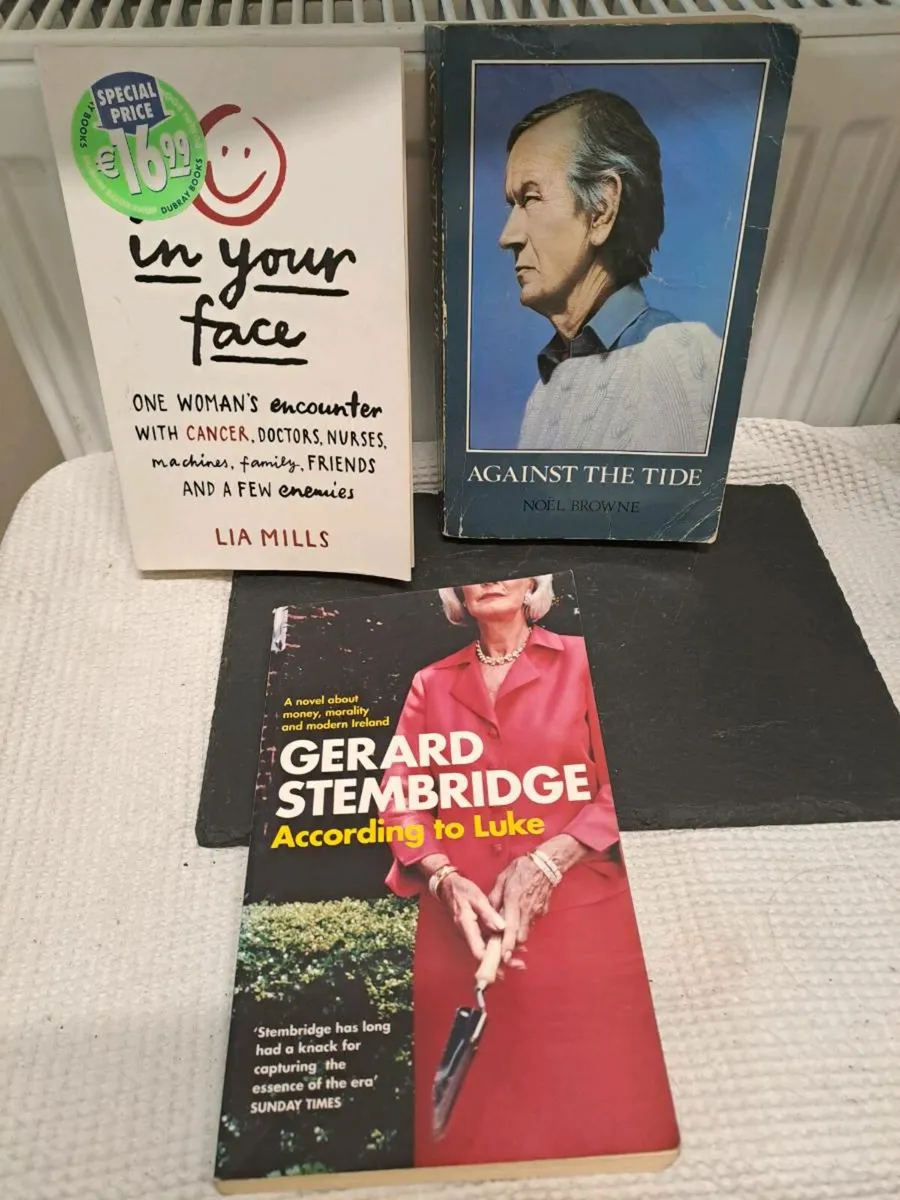 SPECIAL
PRICE
€16.99
DUBRAY BOOKS
in your
face
ONE WOMAN'S encounter
WITH CANCER, DOCTORS, NURSES,
machines, family, FRIENDS
AND A FEW enemies
LIA MILLS
AGAINST THE TIDE
NOËL BROWNE
A novel about
money, morality
and modern Ireland
GERARD
STEMBRIDGE
According to Luke
'Stembridge has long
had a knack for
capturing the
essence of the era'
SUNDAY TIMES